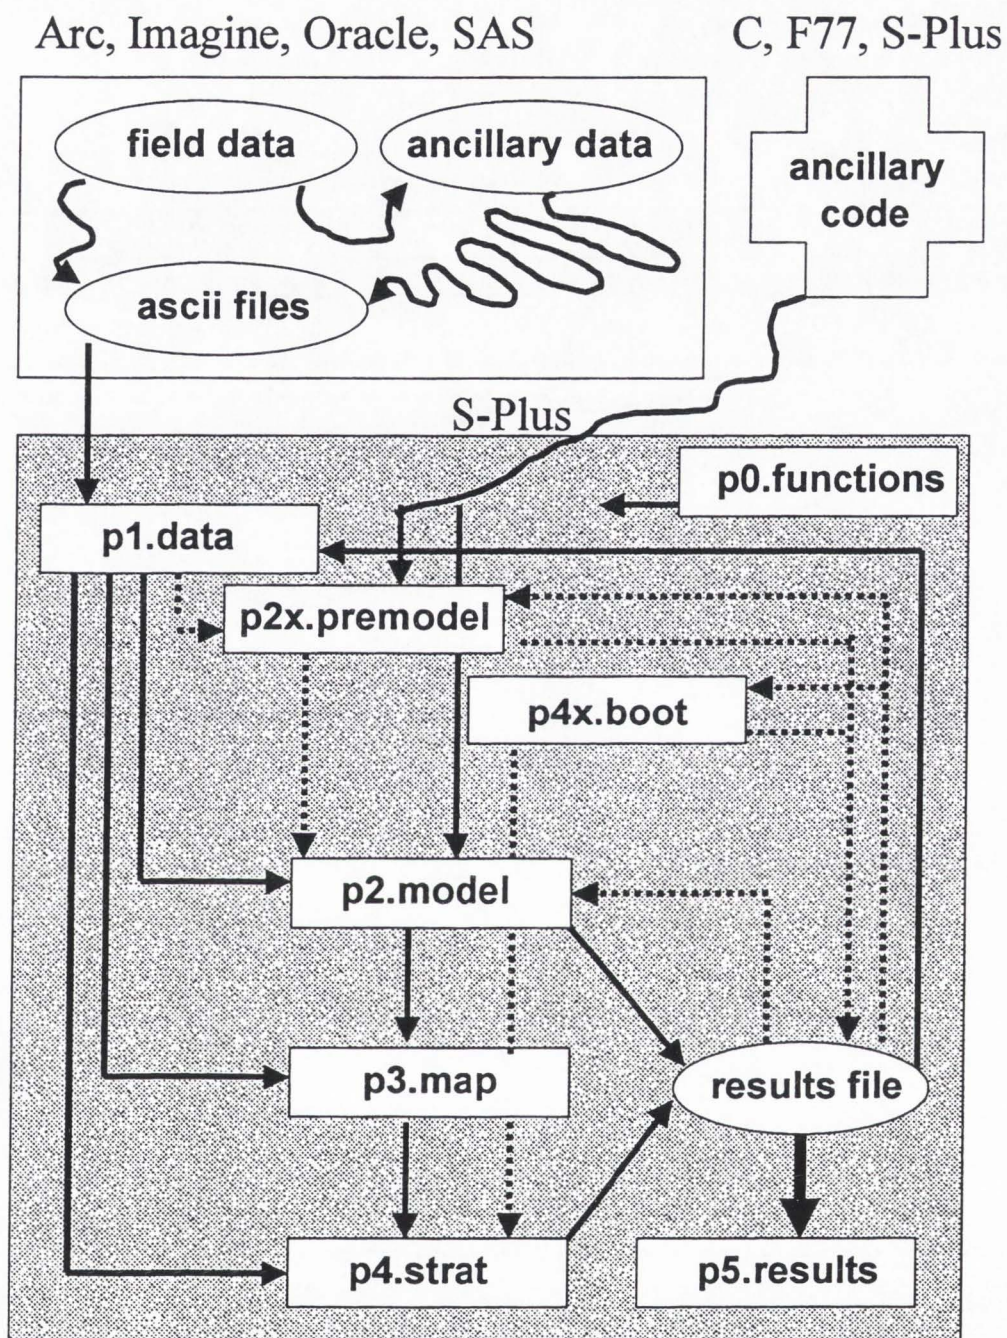 Arc, Imagine, Oracle, SAS
C, F77, S-Plus
field data
ancillary data
ancillary
code
ascii files
S-Plus
p0.functions
p1.data
p2x.premodel
p4x.boot
p2.model
p3.map
results file
p4.strat
p5.results